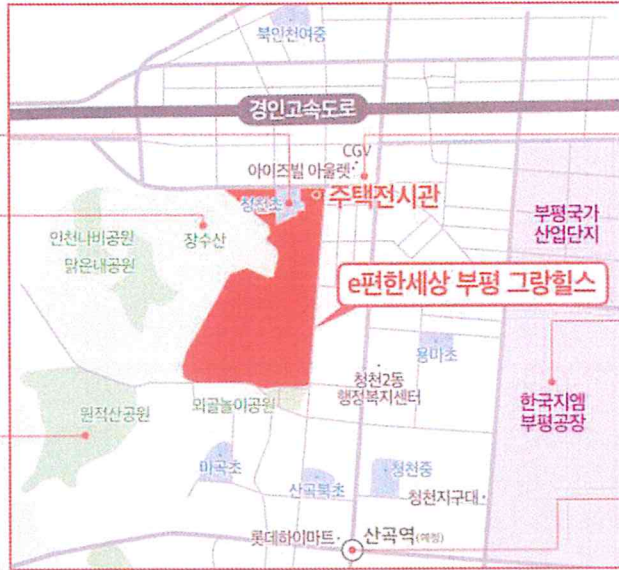 북인천여중
경인고속도로
CGV
아이즈빌 아울렛
청천초
주택전시관
인천나비공원
맑은내공원
장수산
부평국가
산업단지
e편한세상 부평 그랑힐스
용마초
청천2동
행정복지센터
한국지엠
부평공장
원적산공원
외골놀이공원
마곡초
산곡북초
청천중
청천지구대
롯데하이마트
산곡역(예정)